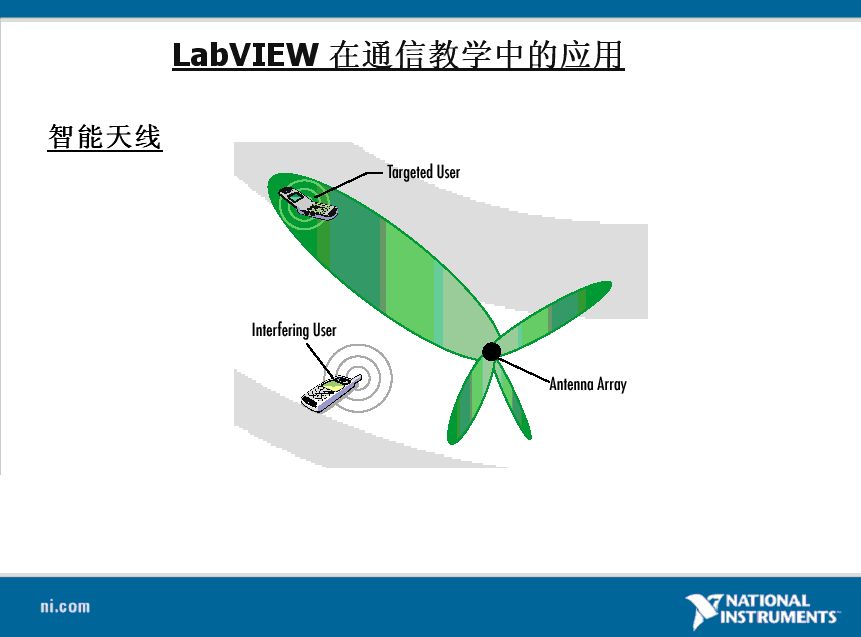 LabVIEW 在通信教学中的应用
智能天线
Targeted User
Interfering User
Antenna Array
ni.com
NATIONAL
INSTRUMENTS